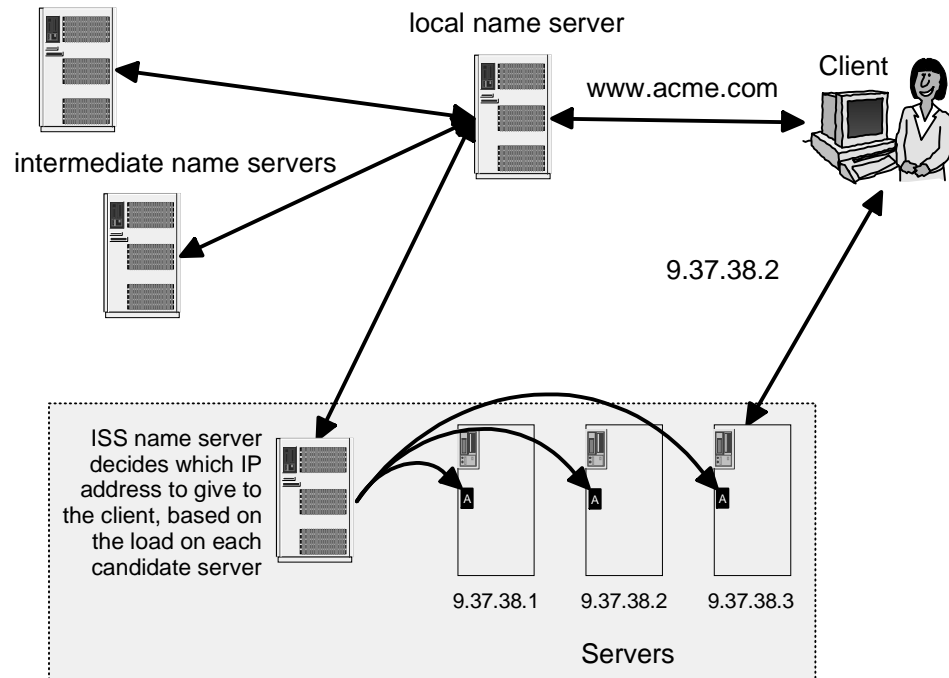 local name server
Client
www.acme.com
intermediate name servers
9.37.38.2
ISS name server
decides which IP
address to give to
the client, based on
the load on each
candidate server
A
A
A
9.37.38.1
9.37.38.2
9.37.38.3
Servers